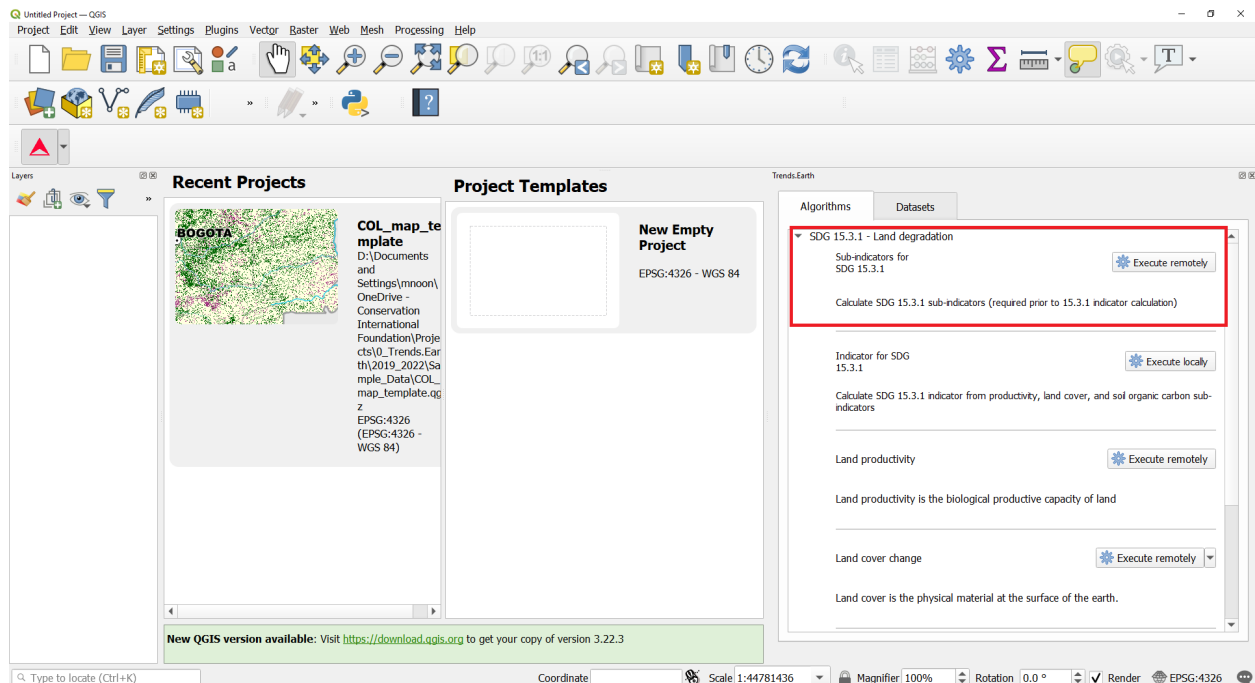 Untitled Project — QGIS
Project Edit View Layer Settings Plugins Vector Raster Web Mesh Processing Help
a
1:1
T
» » ?
Layers
»
Recent Projects
BOGOTA
COL_map_te
mplate
D:\Documents
and
Settings\mnoon\
OneDrive -
Conservation
International
Foundation\Proje
cts\0_Trends.Ear
th\2019_2022\Sa
mple_Data\COL_
map_template.qg
z
EPSG:4326
(EPSG:4326 -
WGS 84)
Project Templates
New Empty
Project
EPSG:4326 - WGS 84
New QGIS version available: Visit https://download.qgis.org to get your copy of version 3.22.3
Trends.Earth
Algorithms Datasets
SDG 15.3.1 - Land degradation
Sub-indicators for
SDG 15.3.1
Execute remotely
Calculate SDG 15.3.1 sub-indicators (required prior to 15.3.1 indicator calculation)
Indicator for SDG
15.3.1
Execute locally
Calculate SDG 15.3.1 indicator from productivity, land cover, and soil organic carbon sub-
indicators
Land productivity
Execute remotely
Land productivity is the biological productive capacity of land
Land cover change
Execute remotely
Land cover is the physical material at the surface of the earth.
Type to locate (Ctrl+K) Coordinate Scale 1:44781436 Magnifier 100% Rotation 0.0 ° Render EPSG:4326